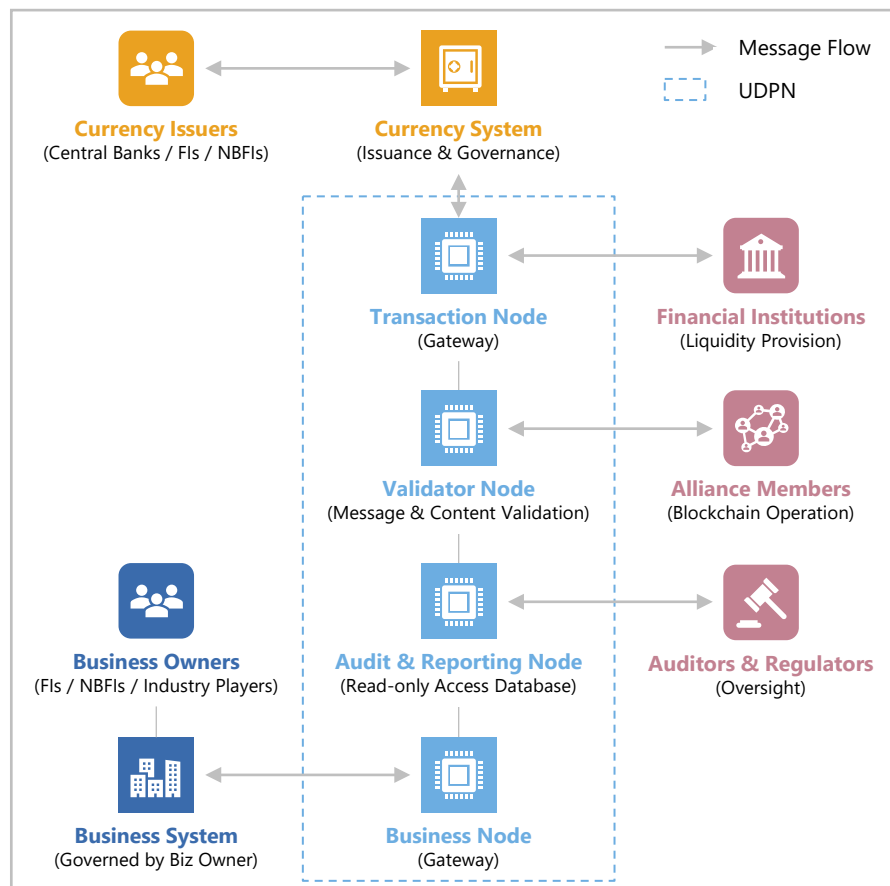 Message Flow
UDPN
Currency Issuers
(Central Banks / FIs / NBFIs)
Currency System
(Issuance & Governance)
Transaction Node
(Gateway)
Financial Institutions
(Liquidity Provision)
Validator Node
(Message & Content Validation)
Alliance Members
(Blockchain Operation)
Business Owners
(FIs / NBFIs / Industry Players)
Audit & Reporting Node
(Read-only Access Database)
Auditors & Regulators
(Oversight)
Business System
(Governed by Biz Owner)
Business Node
(Gateway)